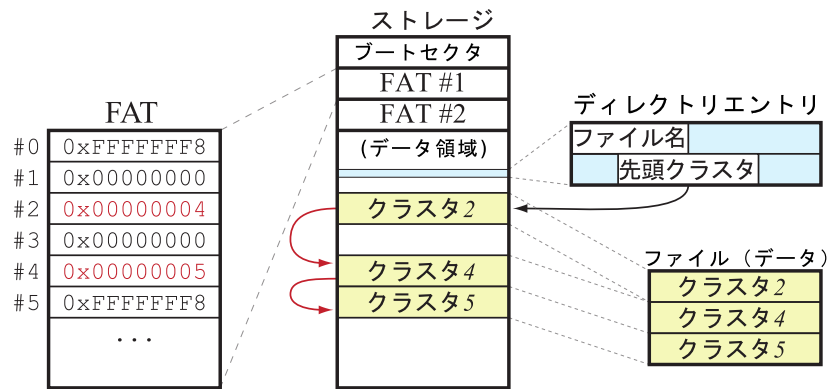 ストレージ
ブートセクタ
FAT #1
FAT #2
(データ領域)
クラスタ2
クラスタ4
クラスタ5
FAT
#0 0xFFFFFFF8
#1 0x00000000
#2 0x00000004
#3 0x00000000
#4 0x00000005
#5 0xFFFFFFF8
...
ディレクトリエントリ
ファイル名
先頭クラスタ
ファイル（データ）
クラスタ2
クラスタ4
クラスタ5